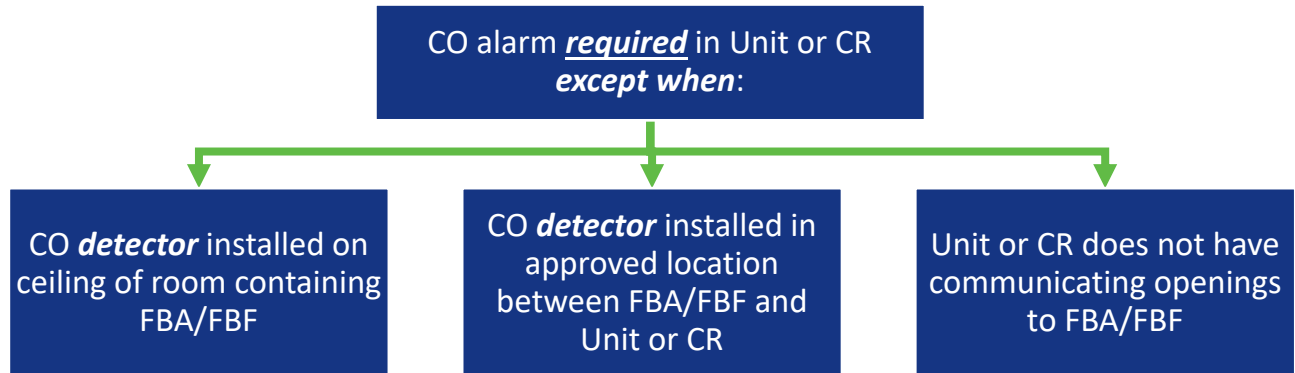 CO alarm required in Unit or CR
except when:
CO detector installed on
ceiling of room containing
FBA/FBF
CO detector installed in
approved location
between FBA/FBF and
Unit or CR
Unit or CR does not have
communicating openings
to FBA/FBF